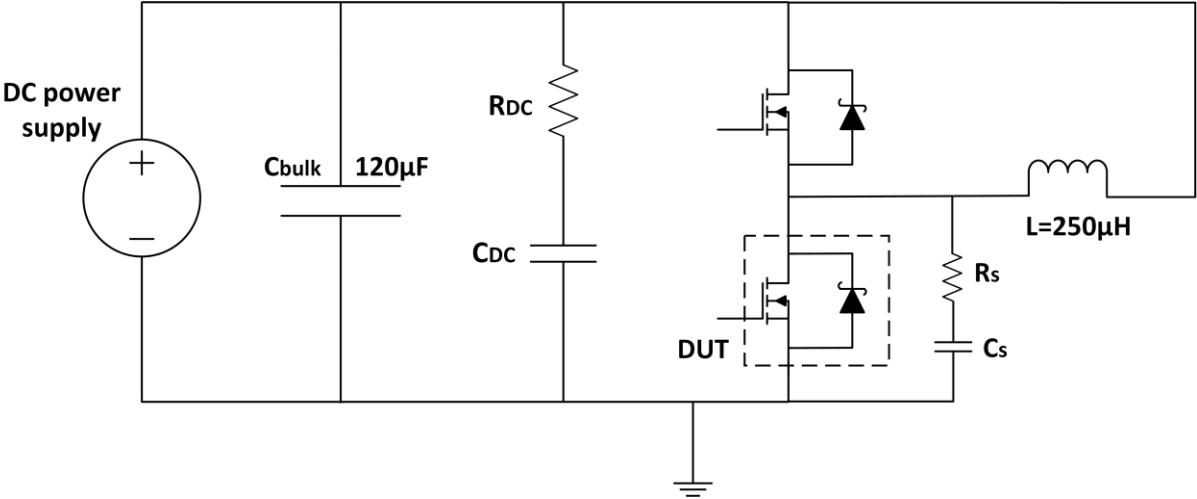 DC power
supply
+
−
Cbulk 120μF
RDC
CDC
DUT
Rs
Cs
L=250μH